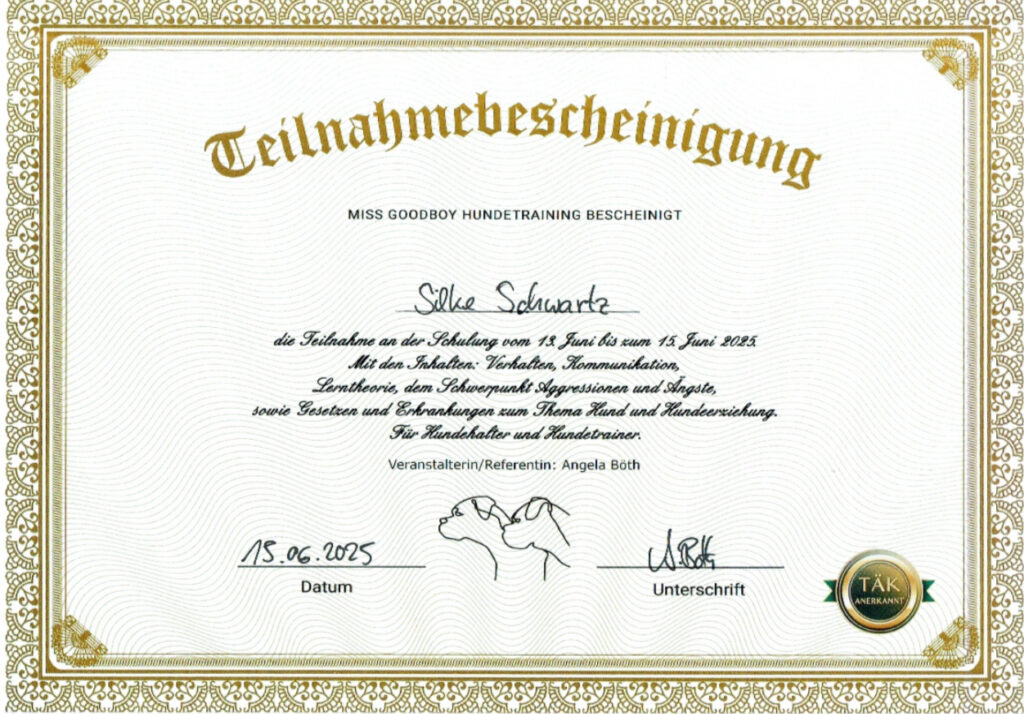 Teilnahmebescheinigung
MISS GOODBOY HUNDETRAINING BESCHEINIGT
Silke Schwartz
die Teilnahme an der Schulung vom 13. Juni bis zum 15. Juni 2025.
Mit den Inhalten: Verhalten, Kommunikation,
Lerntheorie, dem Schwerpunkt Aggressionen und Ängste,
sowie Gesetzen und Erkrankungen zum Thema Hund und Hundeerziehung.
Für Hundehalter und Hundetrainer.
Veranstalterin/Referentin: Angela Böth
15.06.2025
A. Böth
Datum
Unterschrift
TÄK
ANERKANNT